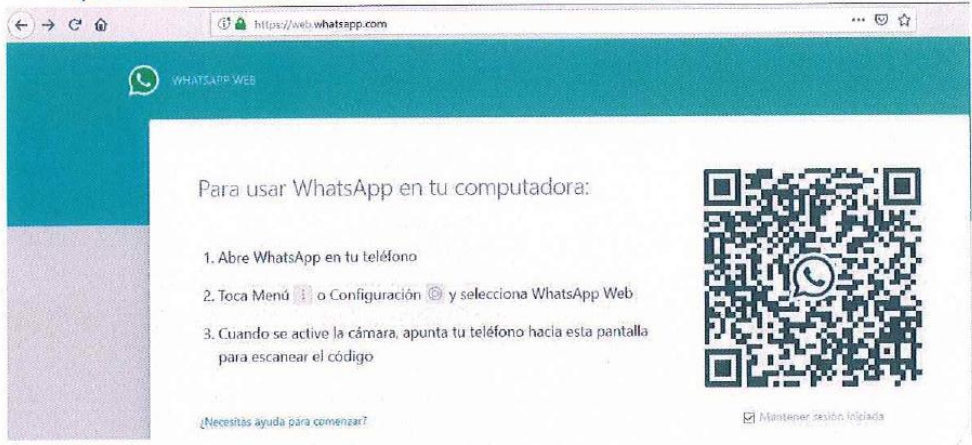 https://web.whatsapp.com
WHATSAPP WEB
Para usar WhatsApp en tu computadora:
1. Abre WhatsApp en tu teléfono
2. Toca Menú o Configuración y selecciona WhatsApp Web
3. Cuando se active la cámara, apunta tu teléfono hacia esta pantalla
para escanear el código
¿Necesitas ayuda para comenzar?
Mantener sesión iniciada